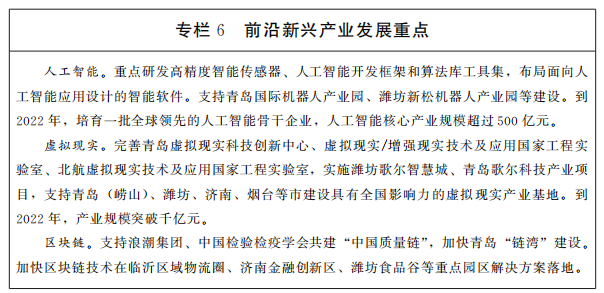 专栏 6 前沿新兴产业发展重点
人工智能。重点研发高精度智能传感器、人工智能开发框架和算法库工具集，布局面向人
工智能应用设计的智能软件。支持青岛国际机器人产业园、潍坊新松机器人产业园等建设。到
2022 年，培育一批全球领先的人工智能骨干企业，人工智能核心产业规模超过 500 亿元。
虚拟现实。完善青岛虚拟现实科技创新中心、虚拟现实/增强现实技术及应用国家工程实
验室、北航虚拟现实技术及应用国家工程实验室，实施潍坊歌尔智慧城、青岛歌尔科技产业项
目，支持青岛（崂山）、潍坊、济南、烟台等市建设具有全国影响力的虚拟现实产业基地。到
2022 年，产业规模突破千亿元。
区块链。支持浪潮集团、中国检验检疫学会共建“中国质量链”，加快青岛“链湾”建设。
加快区块链技术在临沂区域物流圈、济南金融创新区、潍坊食品谷等重点园区解决方案落地。